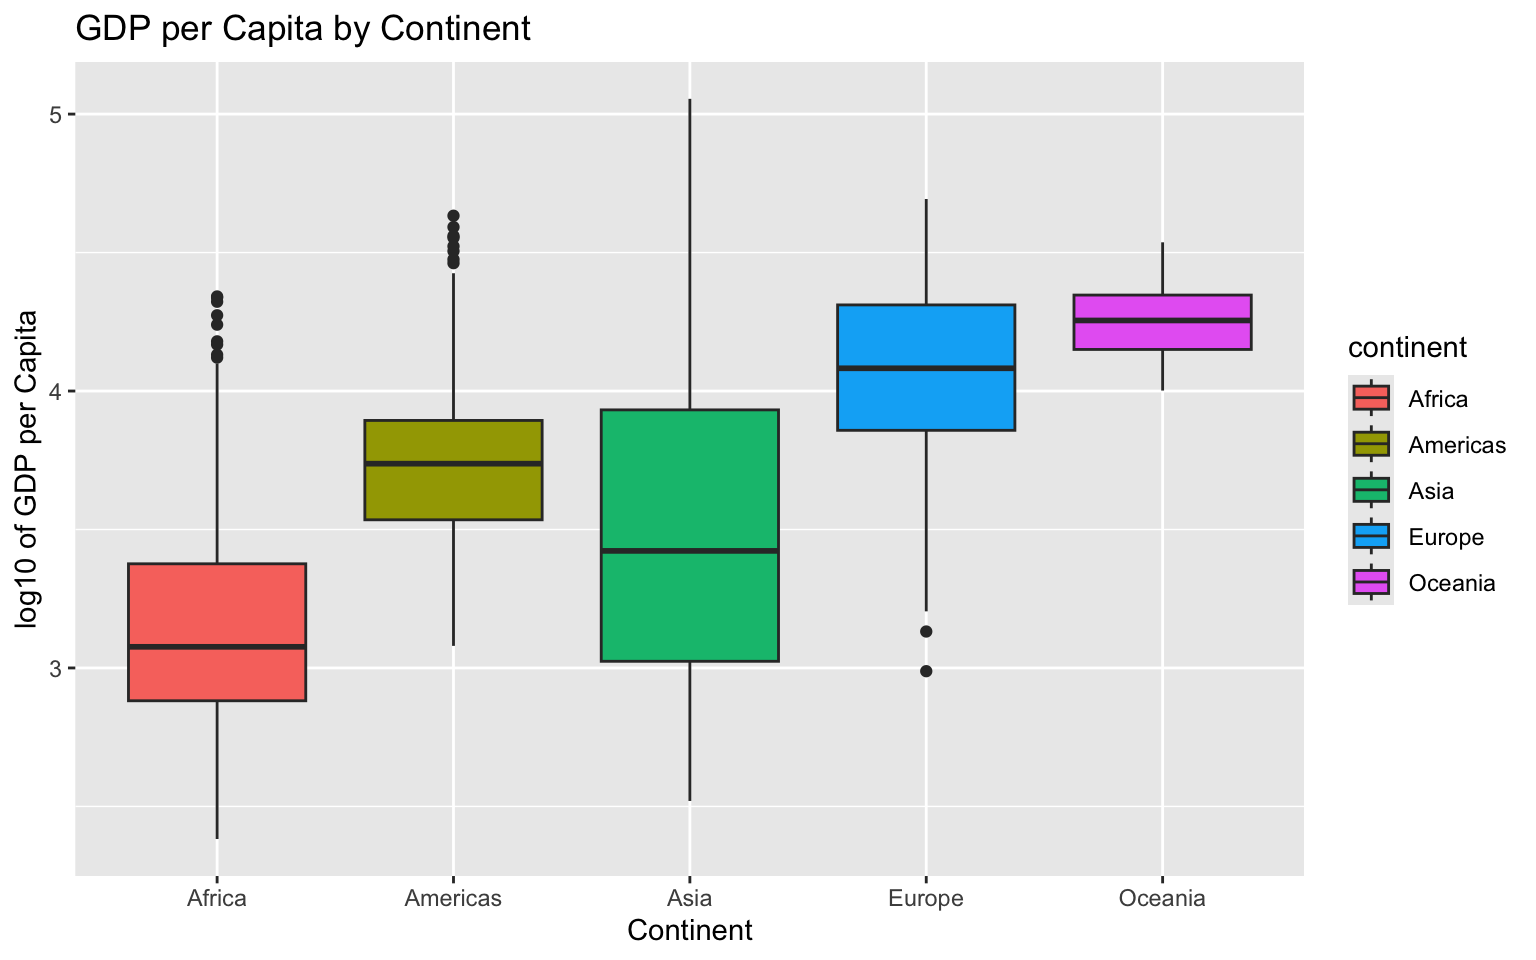 GDP per Capita by Continent
5
4
3
log10 of GDP per Capita
Africa
Americas
Asia
Europe
Oceania
Continent
continent
Africa
Americas
Asia
Europe
Oceania